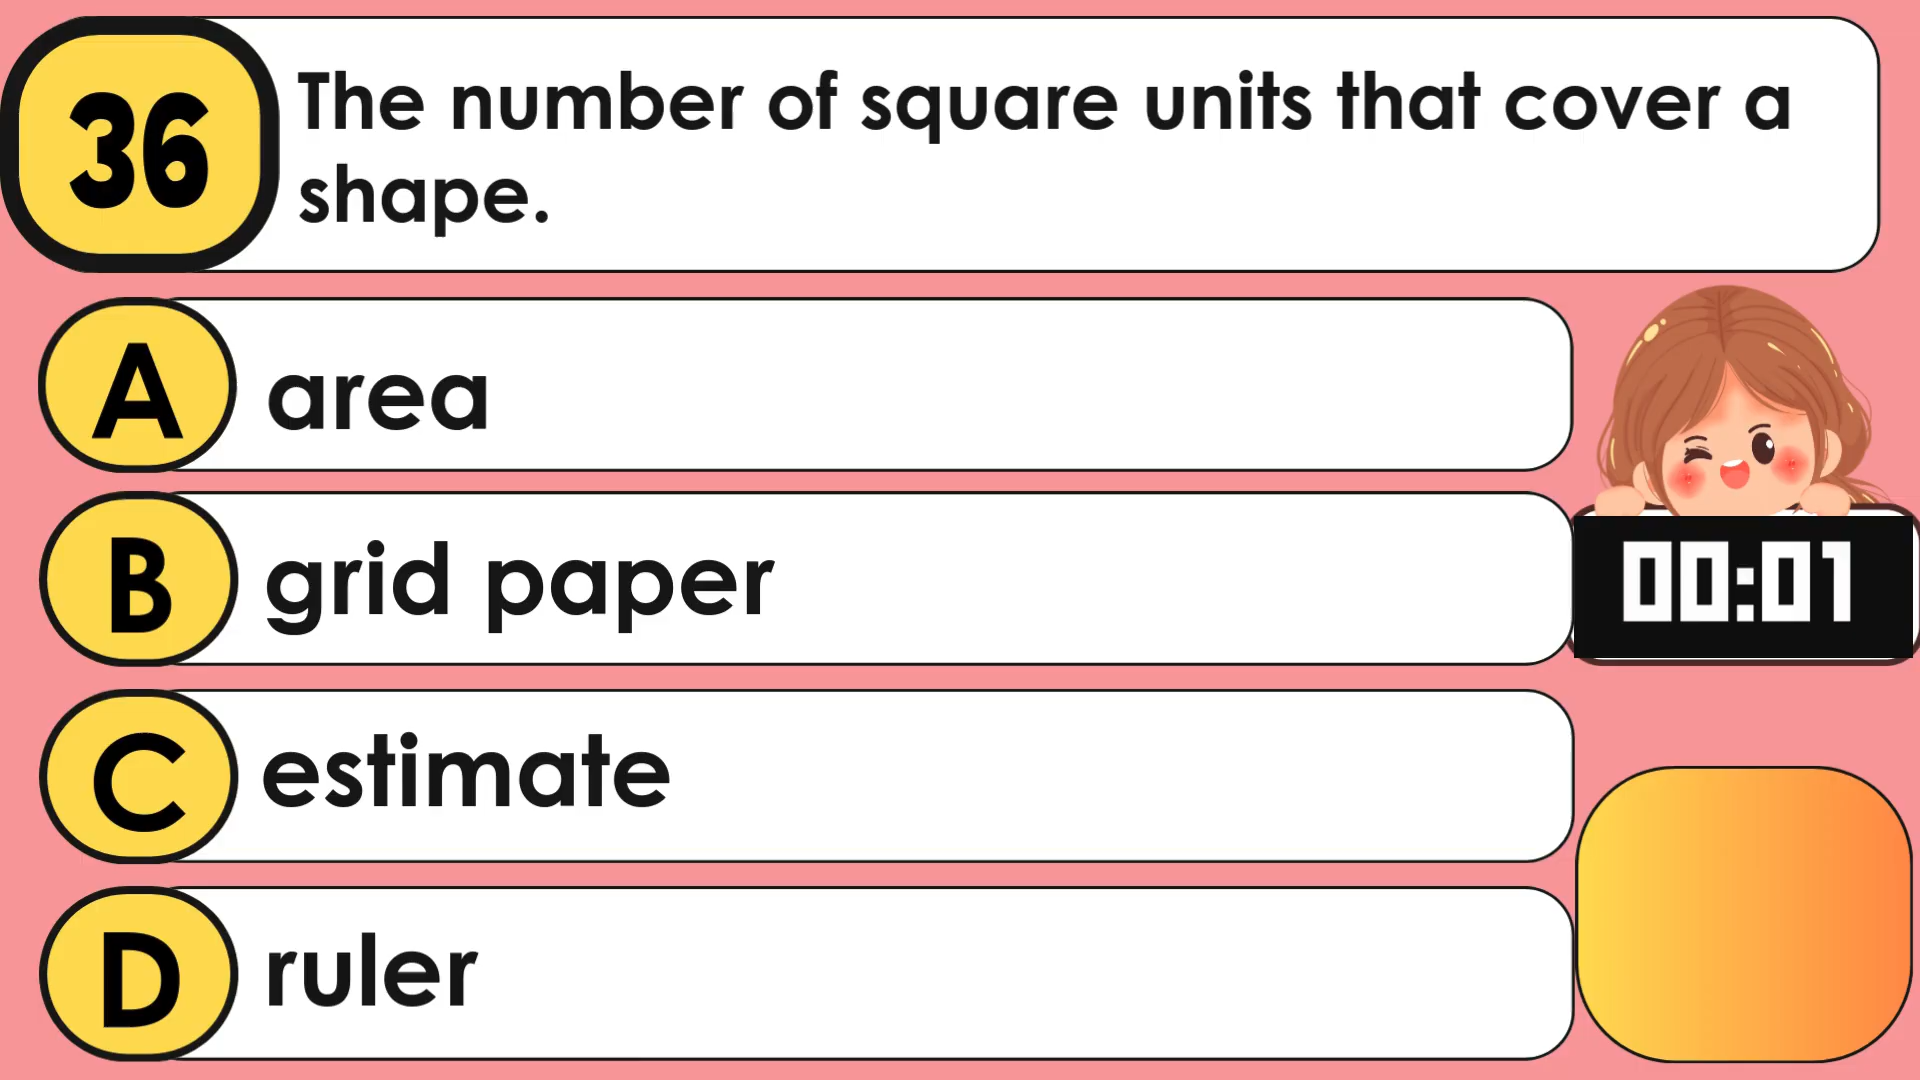 36
The number of square units that cover a
shape.
A
area
B
grid paper
00:01
C
estimate
D
ruler